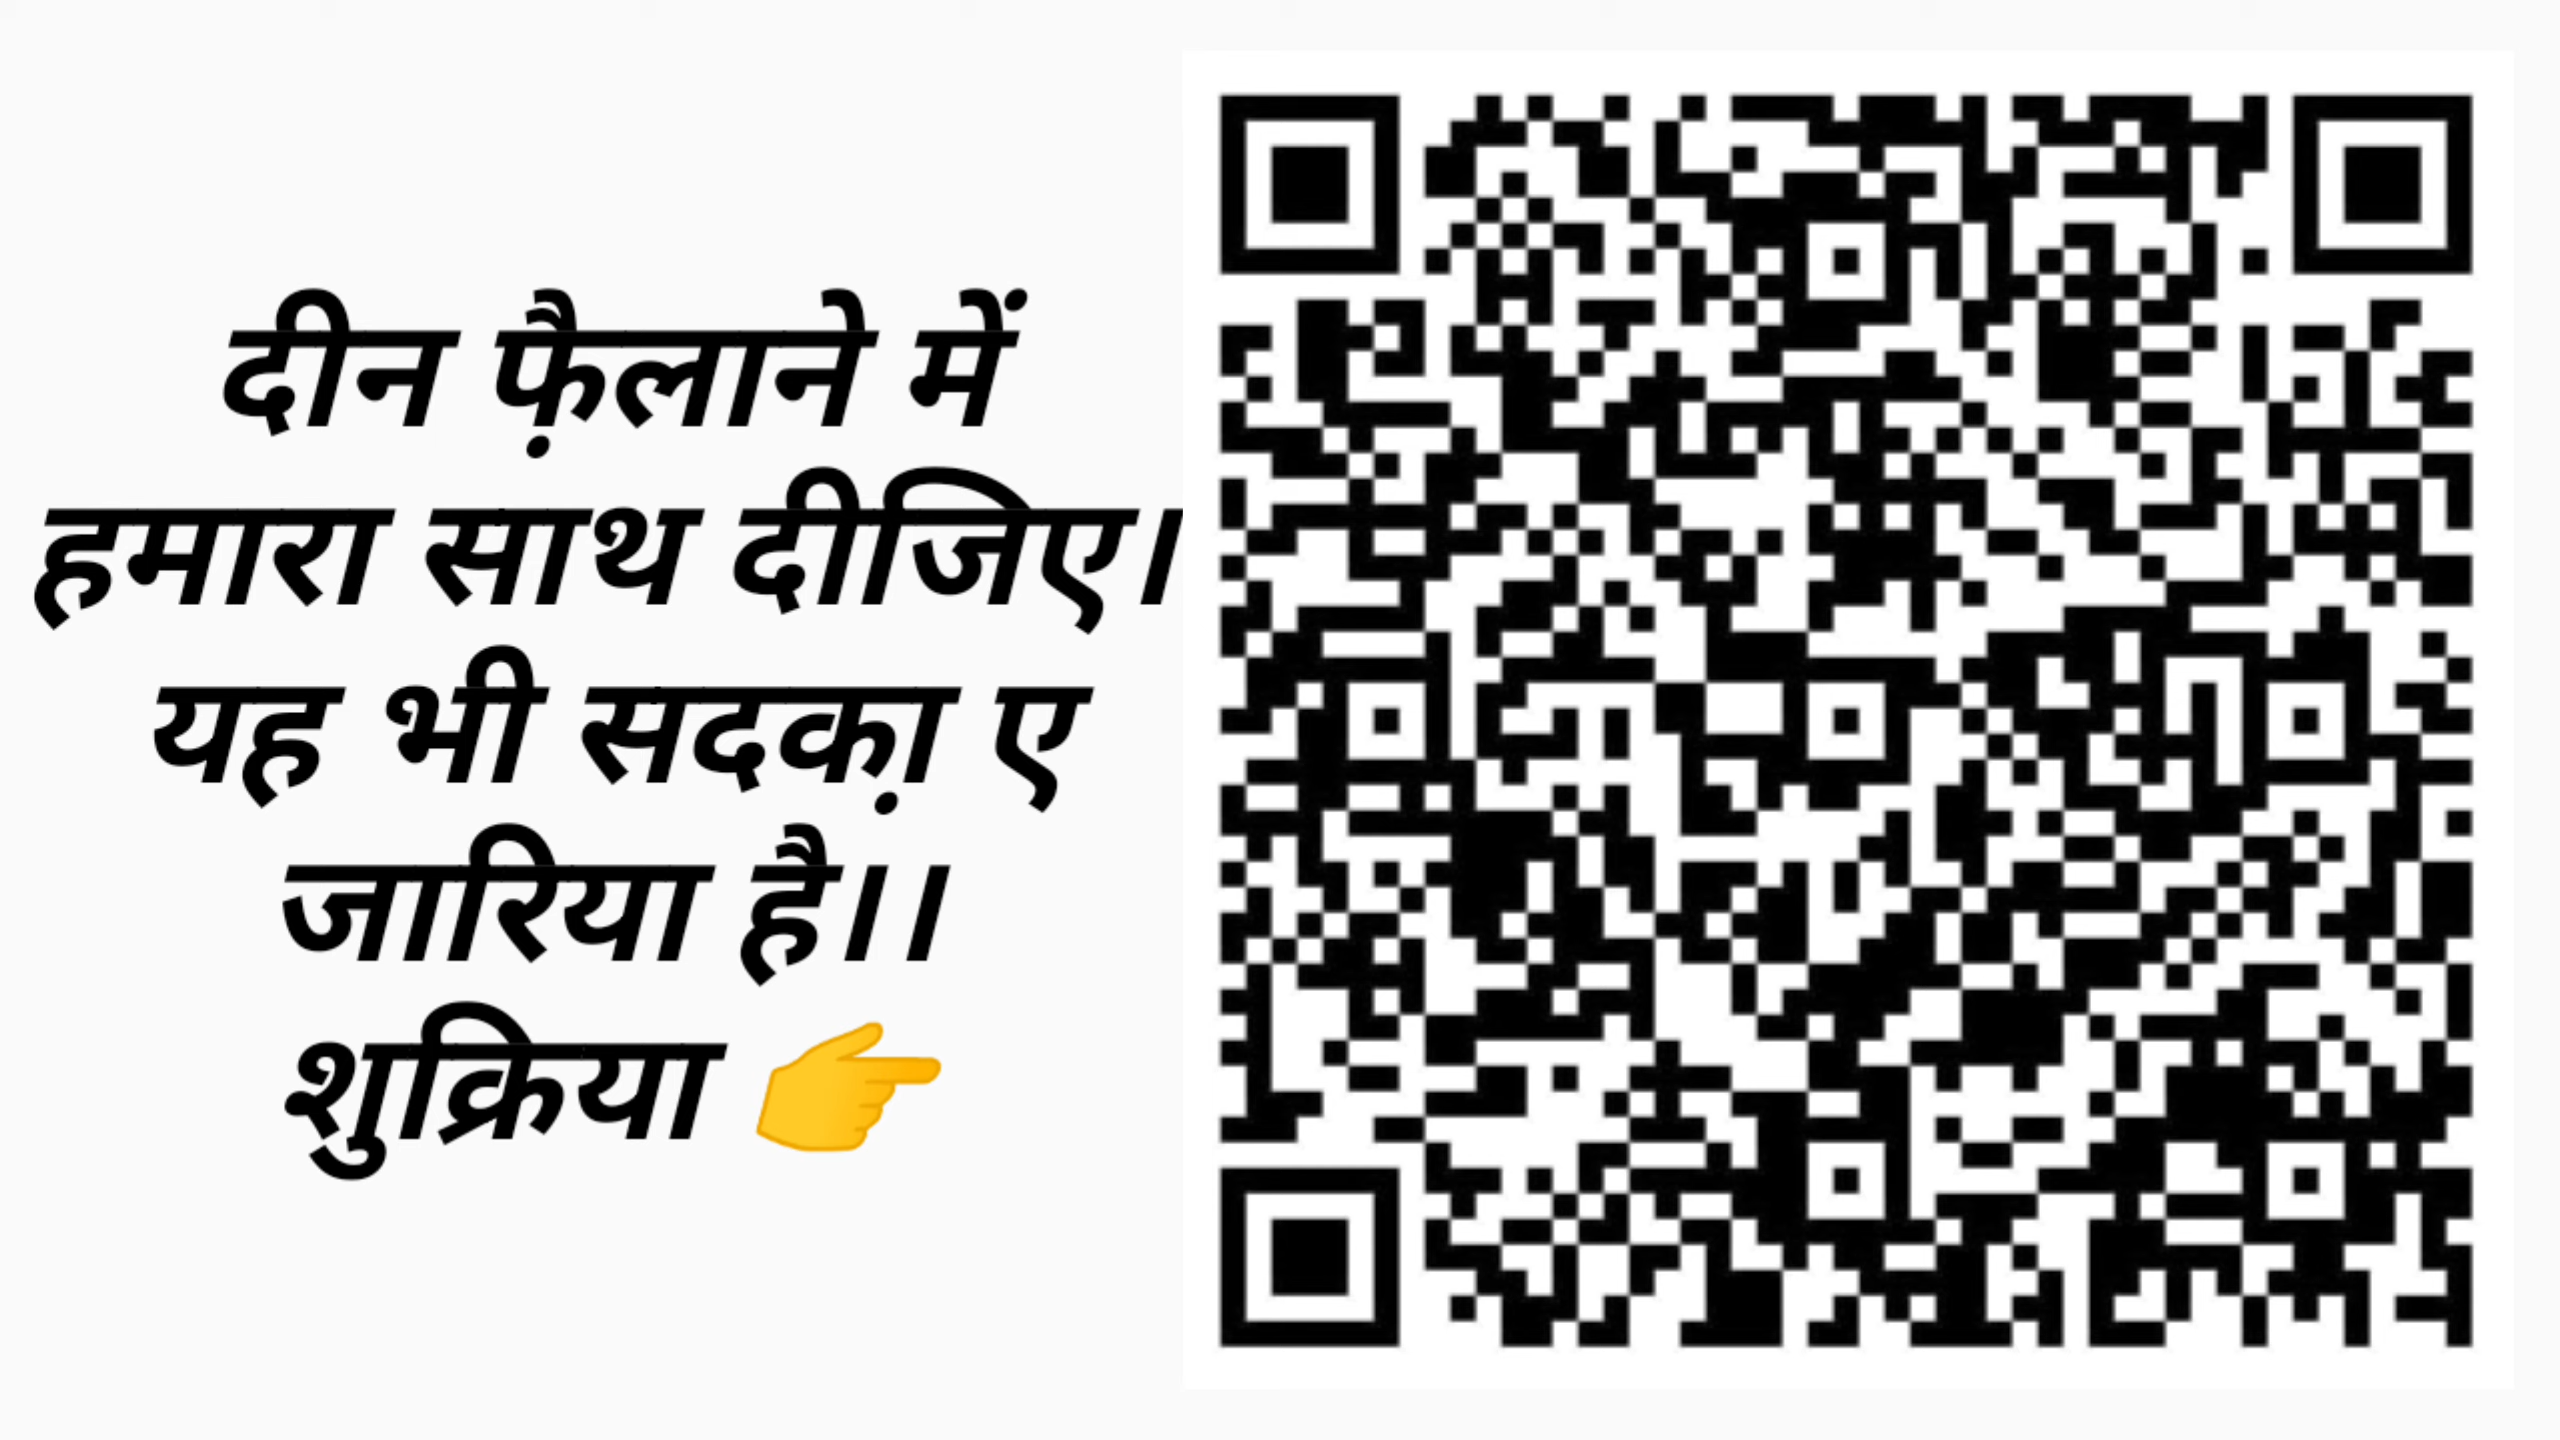 दीन फ़ैलाने में
हमारा साथ दीजिए।
यह भी सदक़ा ए
जारिया है।।
शुक्रिया 👉